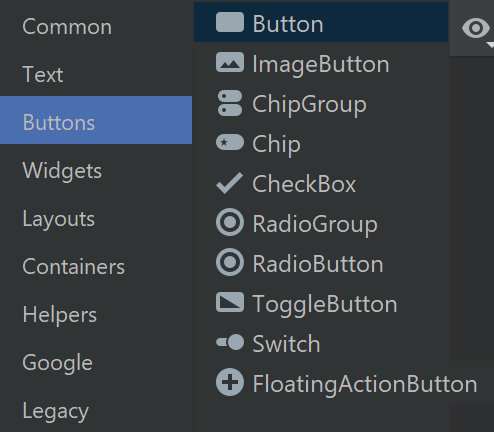 Common
Text
Buttons
Widgets
Layouts
Containers
Helpers
Google
Legacy
Button
ImageButton
ChipGroup
Chip
CheckBox
RadioGroup
RadioButton
ToggleButton
Switch
FloatingActionButton